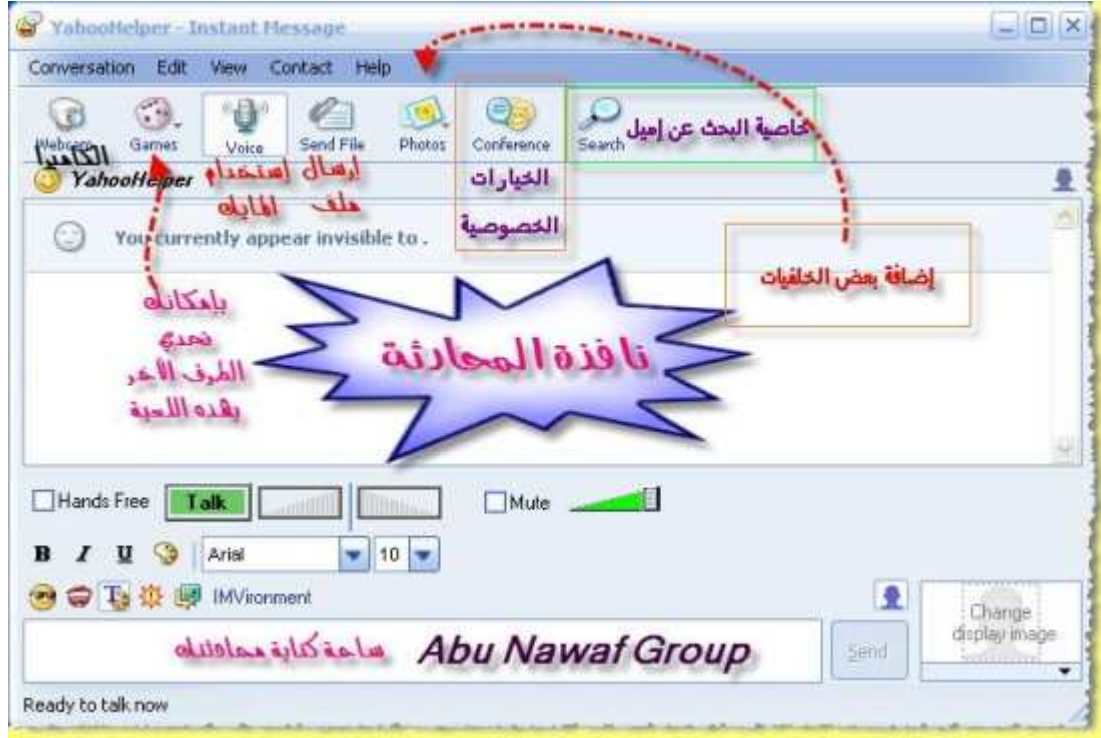 YahooHelper - Instant Message
Conversation Edit View Contact Help
Webcam Games Voice Send File Photos Conference Search
خاصية البحث عن إميل
الكاميرا
YahooHelper
إستخدام
المايك
إرسال
ملف
الخيارات
الخصوصية
You currently appear invisible to .
إضافة بعض الخلفيات
بإمكانك
تحدي
الطرف الأخر
بهذه اللعبة
نافذة المحادثة
Hands Free Talk Mute
B I U Arial 10
IMVironment
Change
display image
ساحة كتابة محادثتك Abu Nawaf Group
Send
Ready to talk now